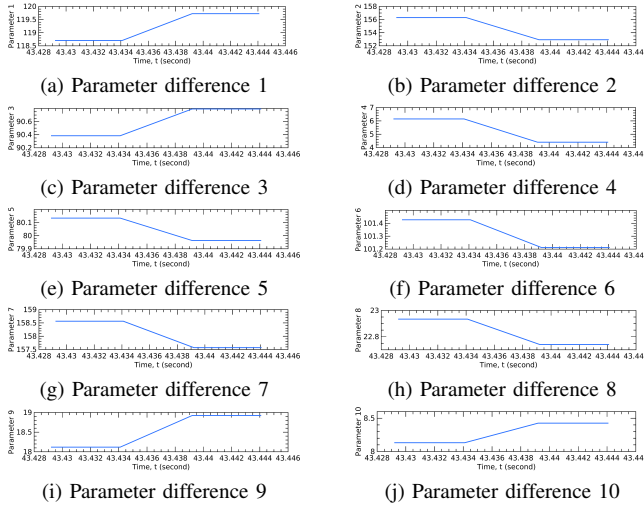 Parameter 1
120
119.5
119
118.5
43.428 43.43 43.432 43.434 43.436 43.438 43.44 43.442 43.444 43.446
Time, t (second)
(a) Parameter difference 1
Parameter 2
158
156
154
152
43.428 43.43 43.432 43.434 43.436 43.438 43.44 43.442 43.444 43.44
Time, t (second)
(b) Parameter difference 2
Parameter 3
90.6
90.4
90.2
43.428 43.43 43.432 43.434 43.436 43.438 43.44 43.442 43.444 43.446
(c) Parameter difference 3
Parameter 4
7
6
5
4
43.428 43.43 43.432 43.434 43.436 43.438 43.44 43.442 43.444 43.44
(d) Parameter difference 4
Parameter 5
80.1
80
79.9
43.428 43.43 43.432 43.434 43.436 43.438 43.44 43.442 43.444 43.446
(e) Parameter difference 5
Parameter 6
101.4
101.3
101.2
43.428 43.43 43.432 43.434 43.436 43.438 43.44 43.442 43.444 43.44
(f) Parameter difference 6
Parameter 7
159
158.5
158
157.5
43.428 43.43 43.432 43.434 43.436 43.438 43.44 43.442 43.444 43.446
(g) Parameter difference 7
Parameter 8
23
22.8
43.428 43.43 43.432 43.434 43.436 43.438 43.44 43.442 43.444 43.44
(h) Parameter difference 8
Parameter 9
19
18.5
18
43.428 43.43 43.432 43.434 43.436 43.438 43.44 43.442 43.444 43.446
Time, t (second)
(i) Parameter difference 9
Parameter 10
8.5
8
43.428 43.43 43.432 43.434 43.436 43.438 43.44 43.442 43.444 43.44
Time, t (second)
(j) Parameter difference 10